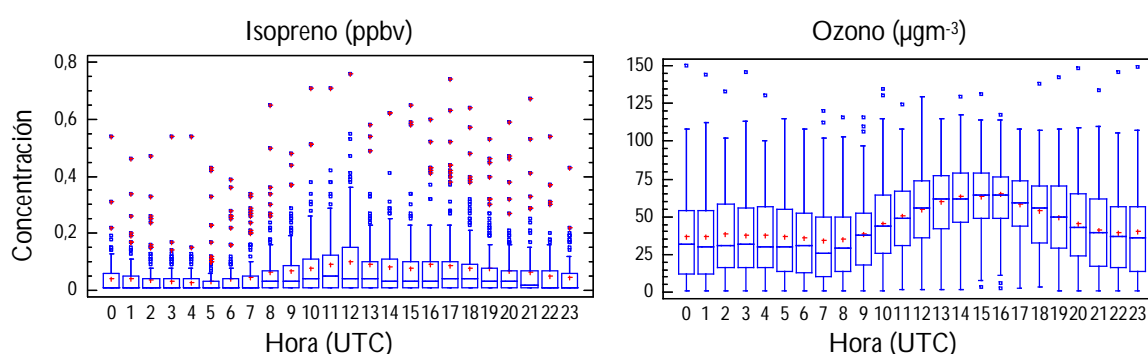 Isopreno (ppbv)
Concentración
0,8
0,6
0,4
0,2
0
0 1 2 3 4 5 6 7 8 9 10 11 12 13 14 15 16 17 18 19 20 21 22 23
Hora (UTC)
Ozono (µgm-³)
150
125
100
75
50
25
0
0 1 2 3 4 5 6 7 8 9 10 11 12 13 14 15 16 17 18 19 20 21 22 23
Hora (UTC)